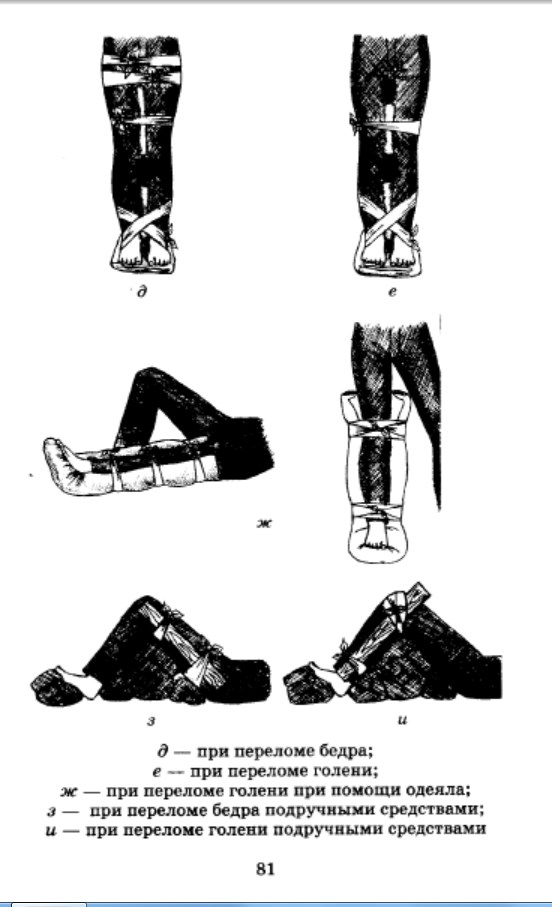 д
е
ж
з
и
д — при переломе бедра;
е — при переломе голени;
ж — при переломе голени при помощи одеяла;
з — при переломе бедра подручными средствами;
и — при переломе голени подручными средствами
81